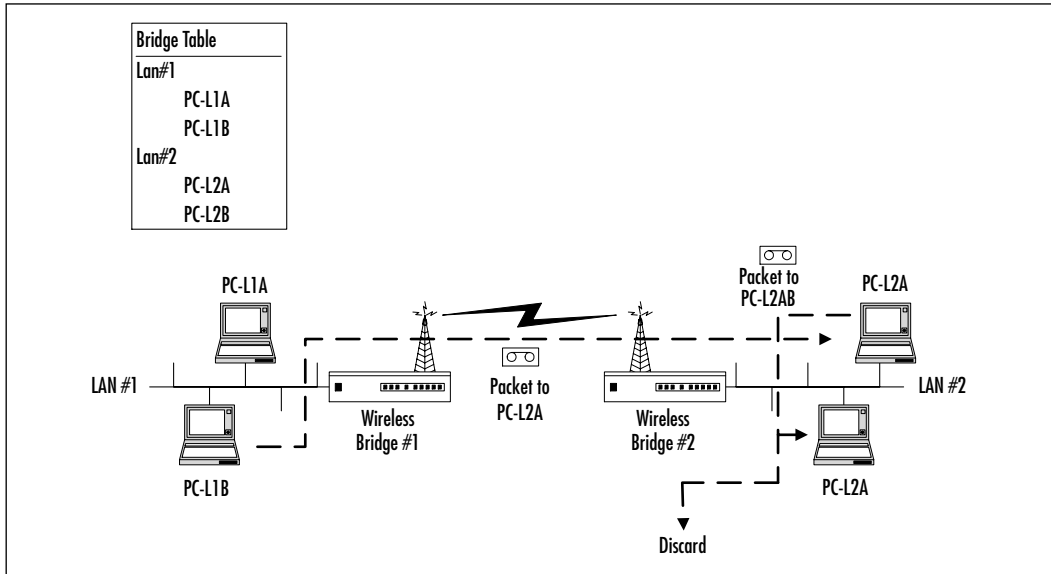 Bridge Table
Lan#1
PC-L1A
PC-L1B
Lan#2
PC-L2A
PC-L2B
PC-L1A
Packet to
PC-L2AB
PC-L2A
LAN #1
Packet to
PC-L2A
LAN #2
Wireless
Bridge #1
Wireless
Bridge #2
PC-L1B
PC-L2A
Discard